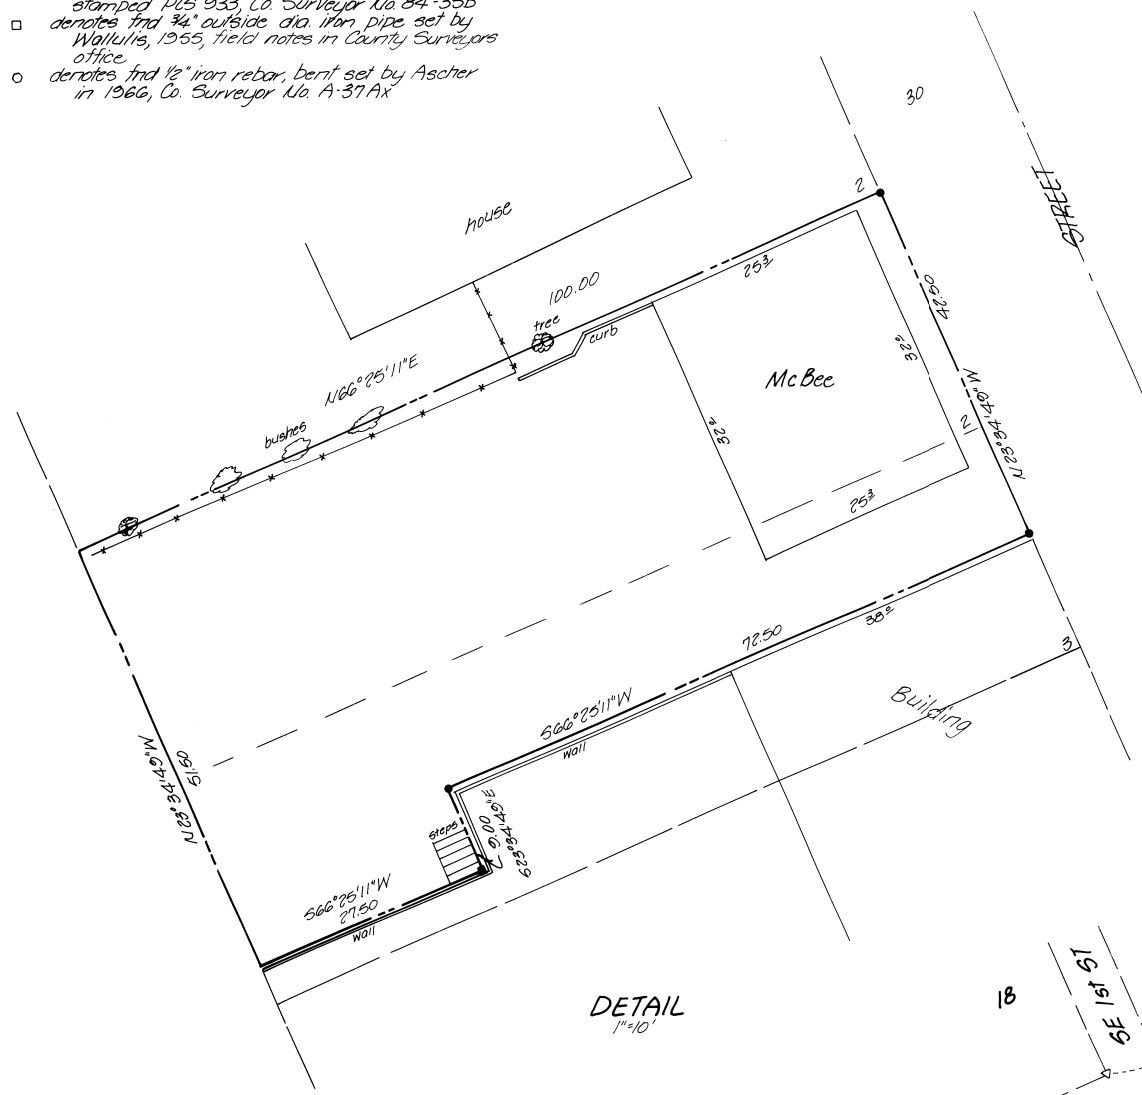 stamped PLS 933, Co. Surveyor No. 84-35B
□ denotes fnd ¾" outside dia. iron pipe set by
Wallulis, 1955, field notes in County Surveyors
office
○ denotes fnd ½" iron rebar, bent set by Ascher
in 1966, Co. Surveyor No. A-37Ax
30
STREET
2
house
25³
100.00
42.50
tree
curb
32⁰
N66°25'11"E
McBee
N23°34'49"W
bushes
32⁰
2
25³
72.50
38⁰
3
S66°25'11"W
Building
wall
N23°34'49"W
51.50
steps
9.00
S23°34'49"E
S66°25'11"W
27.50
wall
DETAIL
1"=10'
18
SE 1st ST